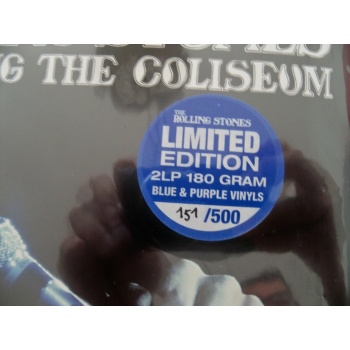 G THE COLISEUM
THE
ROLLING STONES
LIMITED
EDITION
2LP 180 GRAM
BLUE & PURPLE VINYLS
151 /500